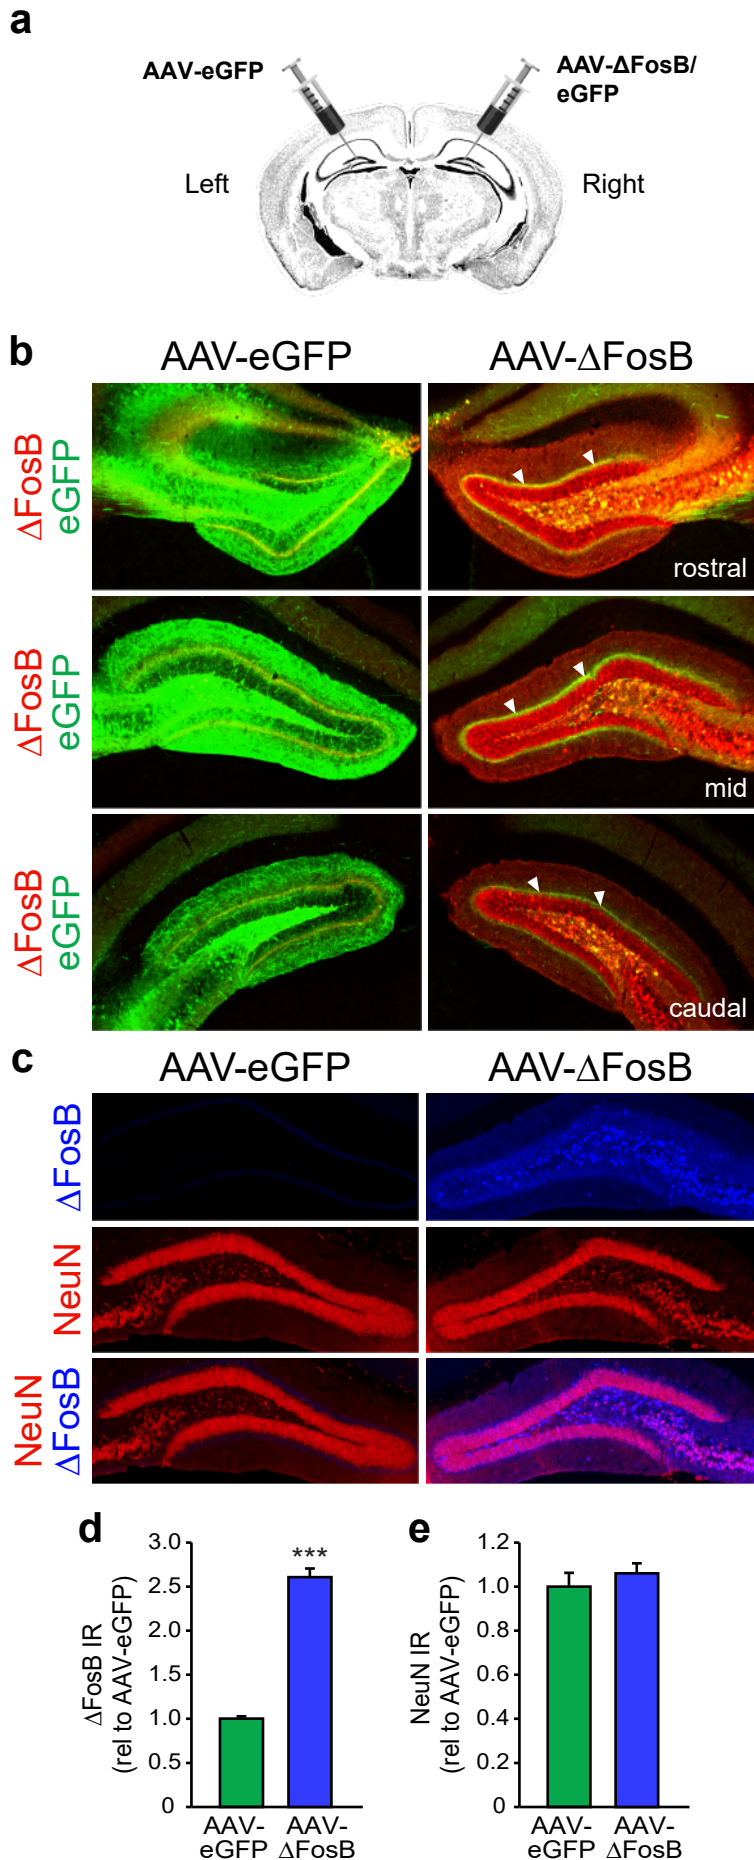 a
AAV-eGFP
AAV-ΔFosB/
eGFP
Left
Right
b
AAV-eGFP
AAV-ΔFosB
ΔFosB
eGFP
rostral
ΔFosB
eGFP
mid
ΔFosB
eGFP
caudal
c
AAV-eGFP
AAV-ΔFosB
ΔFosB
NeuN
NeuN
ΔFosB
d
ΔFosB IR
(rel to AAV-eGFP)
3.0
2.5
2.0
1.5
1.0
0.5
0
***
AAV-
eGFP
AAV-
ΔFosB
e
NeuN IR
(rel to AAV-eGFP)
1.2
1.0
0.8
0.6
0.4
0.2
0
AAV-
eGFP
AAV-
ΔFosB